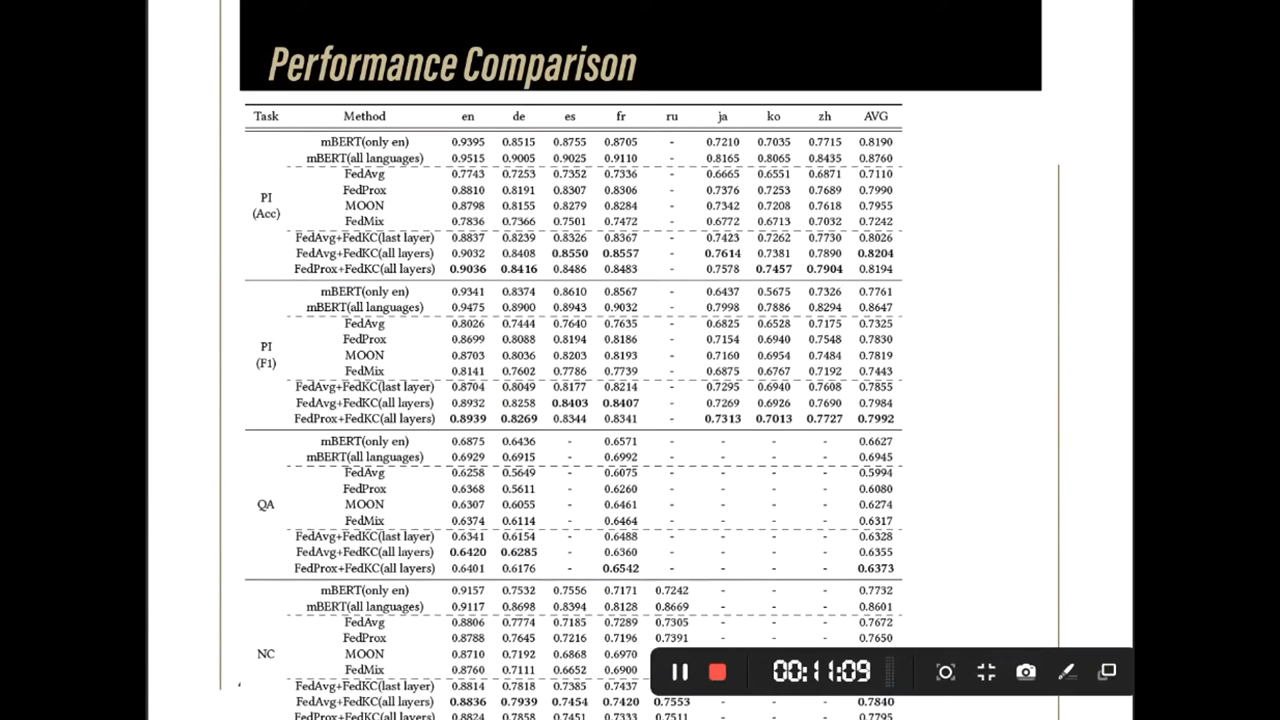 Performance Comparison
Task Method en de es fr ru ja ko zh AVG
mBERT(only en) 0.9395 0.8515 0.8755 0.8705 - 0.7210 0.7035 0.7715 0.8190
mBERT(all languages) 0.9515 0.9005 0.9025 0.9110 - 0.8165 0.8065 0.8435 0.8760
FedAvg 0.7743 0.7253 0.7352 0.7336 - 0.6665 0.6551 0.6871 0.7110
FedProx 0.8810 0.8191 0.8307 0.8306 - 0.7376 0.7253 0.7689 0.7990
PI
(Acc)
MOON 0.8798 0.8155 0.8279 0.8284 - 0.7342 0.7208 0.7618 0.7955
FedMix 0.7836 0.7366 0.7501 0.7472 - 0.6772 0.6713 0.7032 0.7242
FedAvg+FedKC(last layer) 0.8837 0.8239 0.8326 0.8367 - 0.7423 0.7262 0.7730 0.8026
FedAvg+FedKC(all layers) 0.9032 0.8408 0.8550 0.8557 - 0.7614 0.7381 0.7890 0.8204
FedProx+FedKC(all layers) 0.9036 0.8416 0.8486 0.8483 - 0.7578 0.7457 0.7904 0.8194
mBERT(only en) 0.9341 0.8374 0.8610 0.8567 - 0.6437 0.5675 0.7326 0.7761
mBERT(all languages) 0.9475 0.8900 0.8943 0.9032 - 0.7998 0.7886 0.8294 0.8647
FedAvg 0.8026 0.7444 0.7640 0.7635 - 0.6825 0.6528 0.7175 0.7325
FedProx 0.8699 0.8088 0.8194 0.8186 - 0.7154 0.6940 0.7548 0.7830
PI
(F1)
MOON 0.8703 0.8036 0.8203 0.8193 - 0.7160 0.6954 0.7484 0.7819
FedMix 0.8141 0.7602 0.7786 0.7739 - 0.6875 0.6767 0.7192 0.7443
FedAvg+FedKC(last layer) 0.8704 0.8049 0.8177 0.8214 - 0.7295 0.6940 0.7608 0.7855
FedAvg+FedKC(all layers) 0.8932 0.8258 0.8403 0.8407 - 0.7269 0.6926 0.7690 0.7984
FedProx+FedKC(all layers) 0.8939 0.8269 0.8344 0.8341 - 0.7313 0.7013 0.7727 0.7992
mBERT(only en) 0.6875 0.6436 - 0.6571 - - - - 0.6627
mBERT(all languages) 0.6929 0.6915 - 0.6992 - - - - 0.6945
FedAvg 0.6258 0.5649 - 0.6075 - - - - 0.5994
FedProx 0.6368 0.5611 - 0.6260 - - - - 0.6080
QA MOON 0.6307 0.6055 - 0.6461 - - - - 0.6274
FedMix 0.6374 0.6114 - 0.6464 - - - - 0.6317
FedAvg+FedKC(last layer) 0.6341 0.6154 - 0.6488 - - - - 0.6328
FedAvg+FedKC(all layers) 0.6420 0.6285 - 0.6360 - - - - 0.6355
FedProx+FedKC(all layers) 0.6401 0.6176 - 0.6542 - - - - 0.6373
mBERT(only en) 0.9157 0.7532 0.7556 0.7171 0.7242 - - - 0.7732
mBERT(all languages) 0.9117 0.8698 0.8394 0.8128 0.8669 - - - 0.8601
FedAvg 0.8806 0.7774 0.7185 0.7289 0.7305 - - - 0.7672
FedProx 0.8788 0.7645 0.7216 0.7196 0.7391 - - - 0.7650
NC MOON 0.8710 0.7192 0.6868 0.6970
FedMix 0.8760 0.7111 0.6652 0.6900
FedAvg+FedKC(last layer) 0.8814 0.7818 0.7385 0.7437
FedAvg+FedKC(all layers) 0.8836 0.7939 0.7454 0.7420 0.7553 - - - 0.7840
FedProx+FedKC(all layers) 0.8824 0.7858 0.7451 0.7333 0.7511 - - - 0.7795
00:11:09